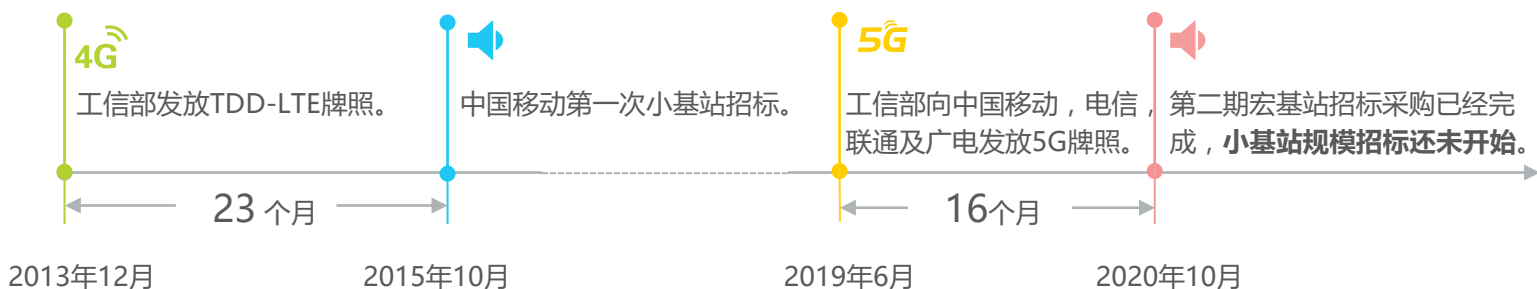 4G
工信部发放TDD-LTE牌照。
中国移动第一次小基站招标。
5G
工信部向中国移动，电信，
联通及广电发放5G牌照。
第二期宏基站招标采购已经完
成，小基站规模招标还未开始。
23 个月
16个月
2013年12月
2015年10月
2019年6月
2020年10月